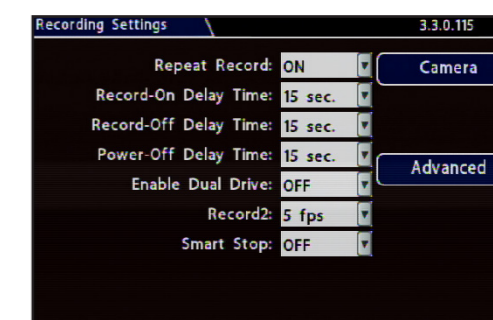 Recording Settings 3.3.0.115
Repeat Record: ON Camera
Record-On Delay Time: 15 sec.
Record-Off Delay Time: 15 sec.
Power-Off Delay Time: 15 sec. Advanced
Enable Dual Drive: OFF
Record2: 5 fps
Smart Stop: OFF